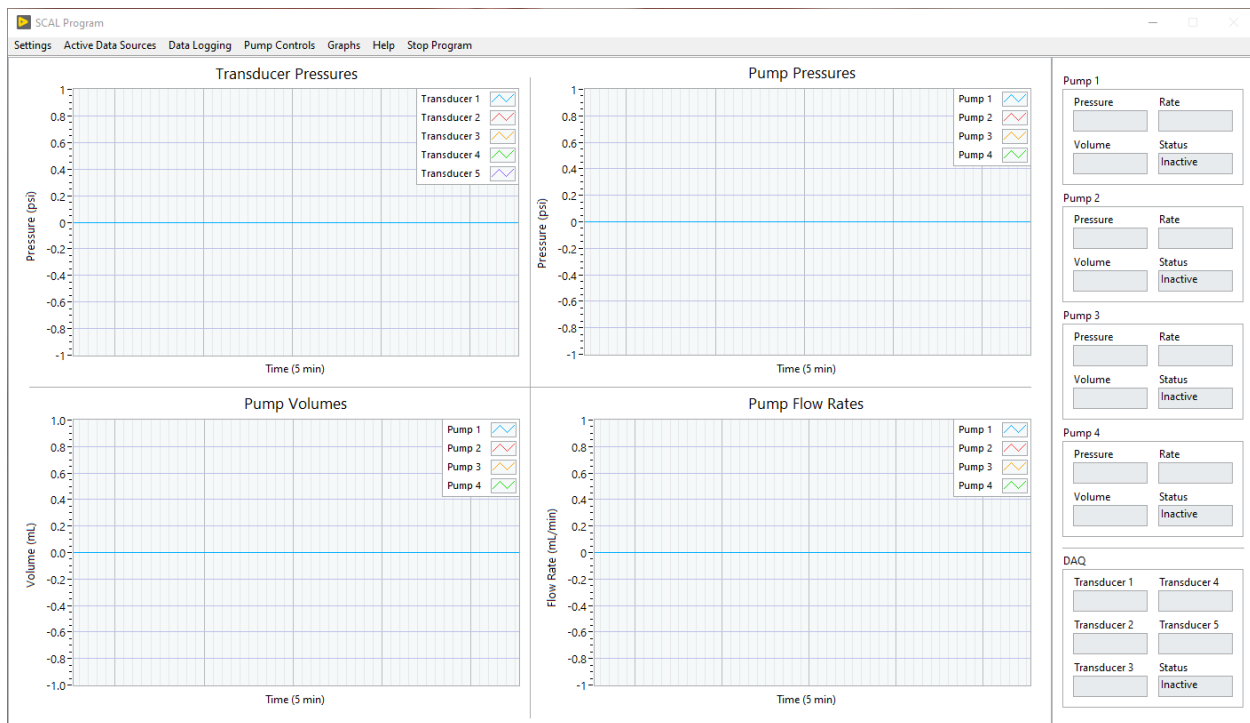 SCAL Program
Settings Active Data Sources Data Logging Pump Controls Graphs Help Stop Program
Transducer Pressures
Pressure (psi)
1
0.8
0.6
0.4
0.2
0
-0.2
-0.4
-0.6
-0.8
-1
Transducer 1
Transducer 2
Transducer 3
Transducer 4
Transducer 5
Time (5 min)
Pump Pressures
Pressure (psi)
1
0.8
0.6
0.4
0.2
0
-0.2
-0.4
-0.6
-0.8
-1
Pump 1
Pump 2
Pump 3
Pump 4
Time (5 min)
Pump Volumes
Volume (mL)
1.0
0.8
0.6
0.4
0.2
0.0
-0.2
-0.4
-0.6
-0.8
-1.0
Pump 1
Pump 2
Pump 3
Pump 4
Time (5 min)
Pump Flow Rates
Flow Rate (mL/min)
1
0.8
0.6
0.4
0.2
0
-0.2
-0.4
-0.6
-0.8
-1
Pump 1
Pump 2
Pump 3
Pump 4
Time (5 min)
Pump 1
Pressure Rate
Volume Status
Inactive
Pump 2
Pressure Rate
Volume Status
Inactive
Pump 3
Pressure Rate
Volume Status
Inactive
Pump 4
Pressure Rate
Volume Status
Inactive
DAQ
Transducer 1 Transducer 4
Transducer 2 Transducer 5
Transducer 3 Status
Inactive